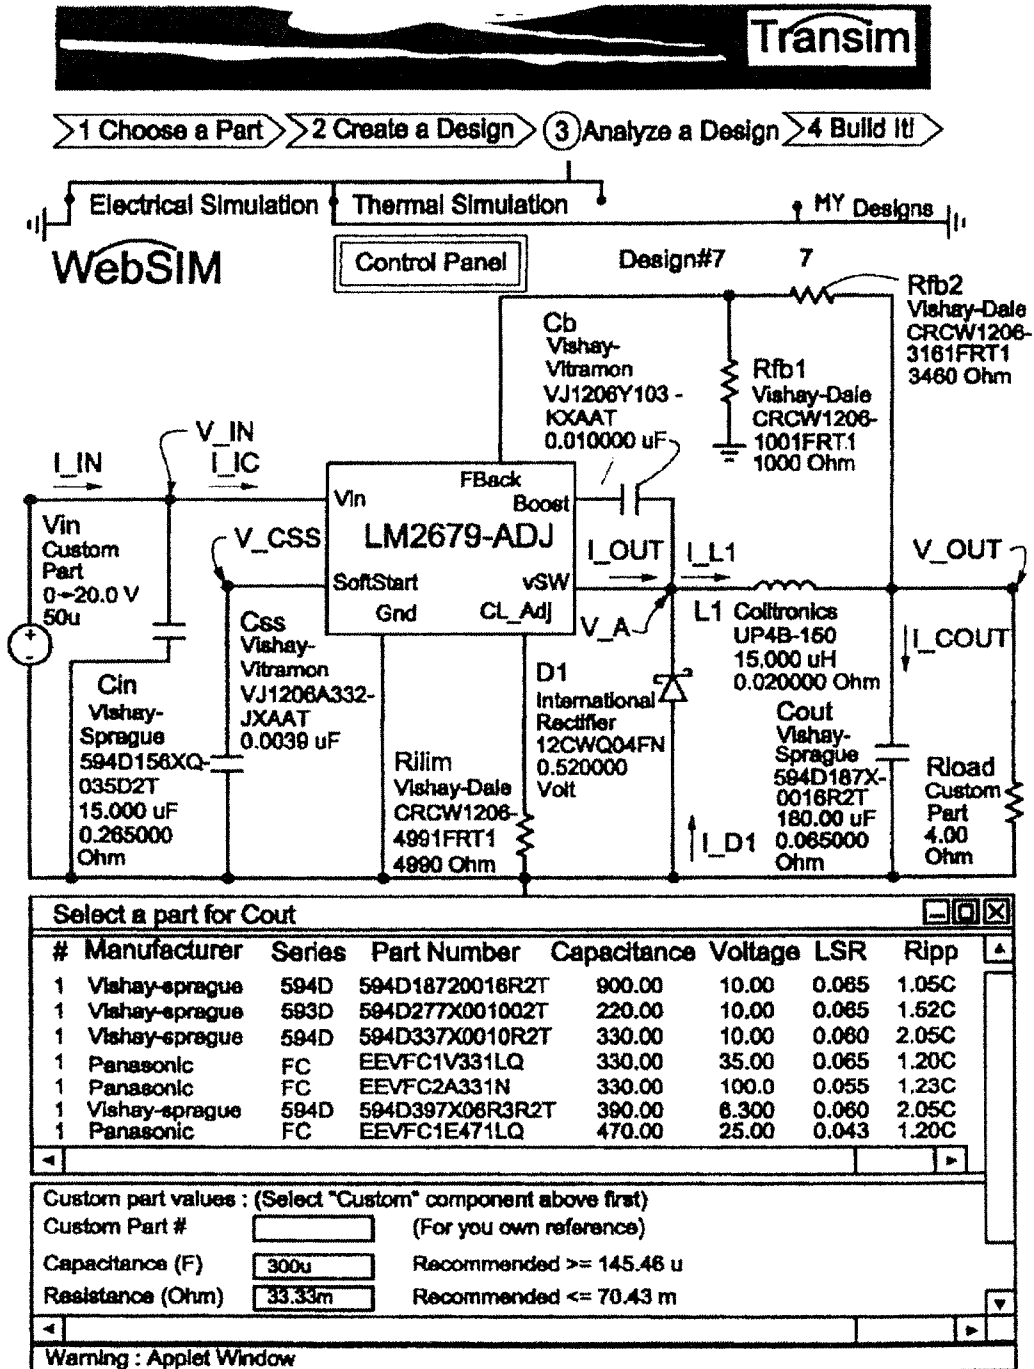 Transim
1 Choose a Part
2 Create a Design
3 Analyze a Design
4 Build It!
Electrical Simulation
Thermal Simulation
MY Designs
WebSIM
Control Panel
Design#7
7
Rfb2
Vishay-Dale
CRCW1206-
3161FRT1
3460 Ohm
Cb
Vishay-
Vitramon
VJ1206Y103 -
KXAAT
0.010000 uF
Rfb1
Vishay-Dale
CRCW1206-
1001FRT1
1000 Ohm
V_IN
I_IN
I_IC
Vin
Custom
Part
0→20.0 V
50u
+
-
V_CSS
Vin
FBack
Boost
LM2679-ADJ
SoftStart
vSW
Gnd
CL_Adj
I_OUT
I_L1
V_OUT
V_A
L1
Coiltronics
UP4B-150
15,000 uH
0.020000 Ohm
I_COUT
Cin
Vishay-
Sprague
594D156XQ-
035D2T
15.000 uF
0.265000
Ohm
Css
Vishay-
Vitramon
VJ1206A332-
JXAAT
0.0039 uF
Rilim
Vishay-Dale
CRCW1206-
4991FRT1
4990 Ohm
D1
International
Rectifier
12CWQ04FN
0.520000
Volt
I_D1
Cout
Vishay-
Sprague
594D187X-
0016R2T
180.00 uF
0.065000
Ohm
Rload
Custom
Part
4.00
Ohm
Select a part for Cout
# Manufacturer Series Part Number Capacitance Voltage LSR Ripp
1 Vishay-sprague 594D 594D18720016R2T 900.00 10.00 0.065 1.05C
1 Vishay-sprague 593D 594D277X001002T 220.00 10.00 0.065 1.52C
1 Vishay-sprague 594D 594D337X0010R2T 330.00 10.00 0.060 2.05C
1 Panasonic FC EEVFC1V331LQ 330.00 35.00 0.065 1.20C
1 Panasonic FC EEVFC2A331N 330.00 100.0 0.055 1.23C
1 Vishay-sprague 594D 594D397X06R3R2T 390.00 6.300 0.060 2.05C
1 Panasonic FC EEVFC1E471LQ 470.00 25.00 0.043 1.20C
Custom part values : (Select "Custom" component above first)
Custom Part # (For you own reference)
Capacitance (F) 300u Recommended >= 145.46 u
Resistance (Ohm) 33.33m Recommended <= 70.43 m
Warning : Applet Window